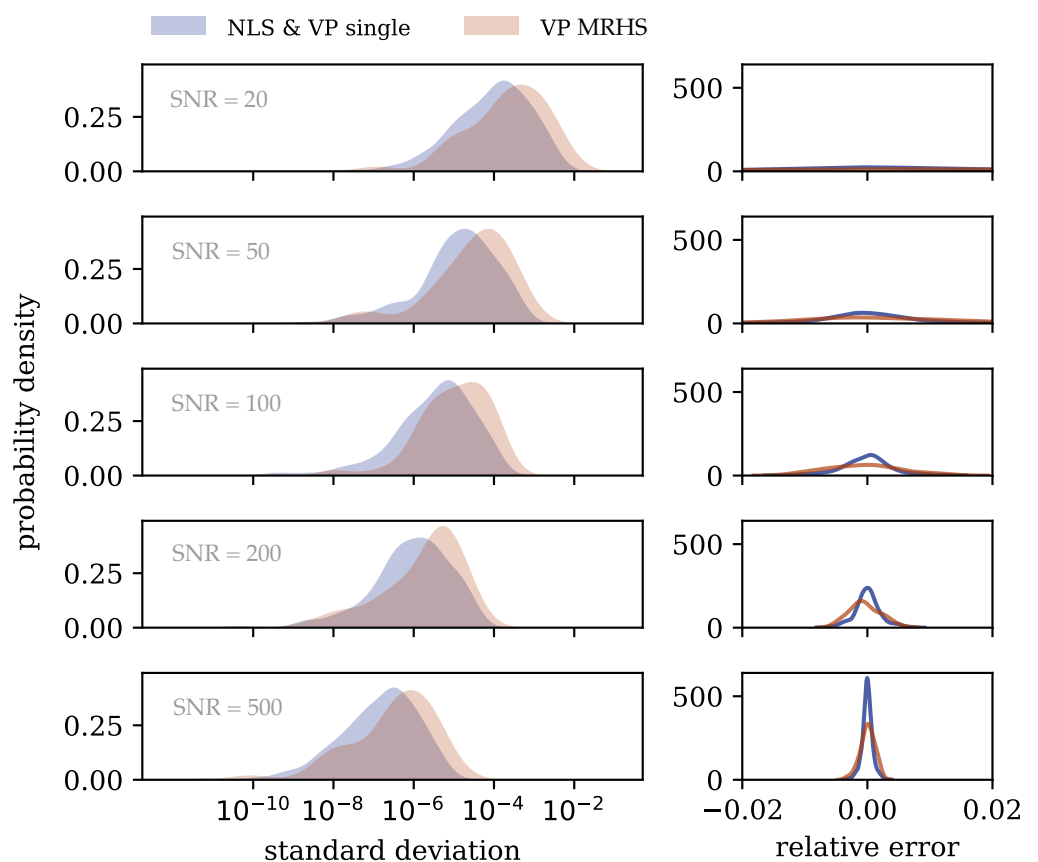 NLS & VP single
VP MRHS
probability density
SNR = 20
0.25
0.00
500
0
SNR = 50
0.25
0.00
500
0
SNR = 100
0.25
0.00
500
0
SNR = 200
0.25
0.00
500
0
SNR = 500
0.25
0.00
500
0
10⁻¹⁰ 10⁻⁸ 10⁻⁶ 10⁻⁴ 10⁻²
standard deviation
−0.02 0.00 0.02
relative error